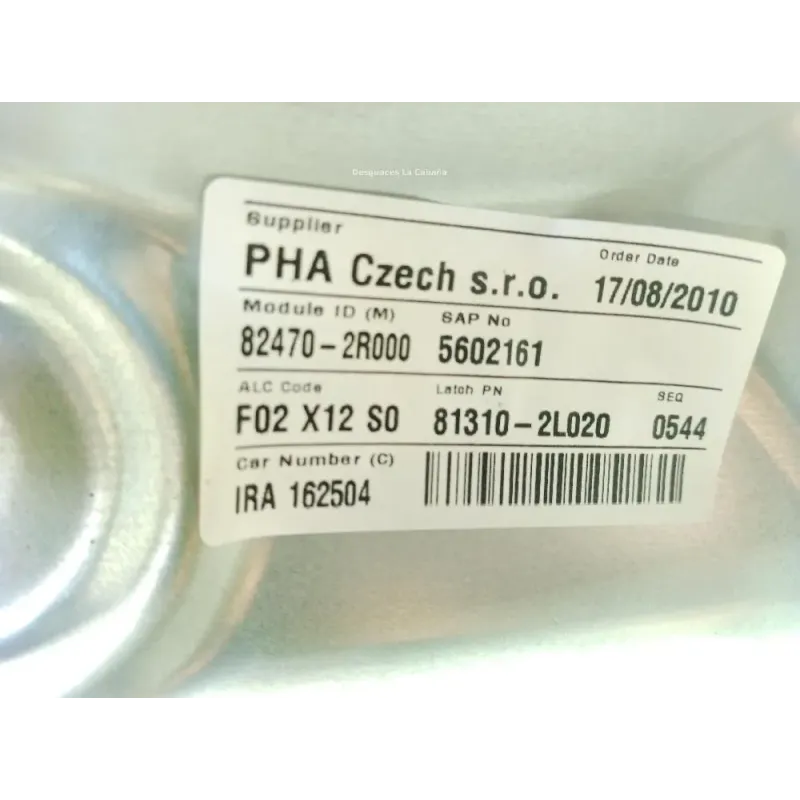 Desguaces La Cabaña
Supplier
Order Date
PHA Czech s.r.o. 17/08/2010
Module ID (M) SAP No
82470-2R000 5602161
ALC Code Latch PN SEQ
F02 X12 S0 81310-2L020 0544
Car Number (C)
IRA 162504